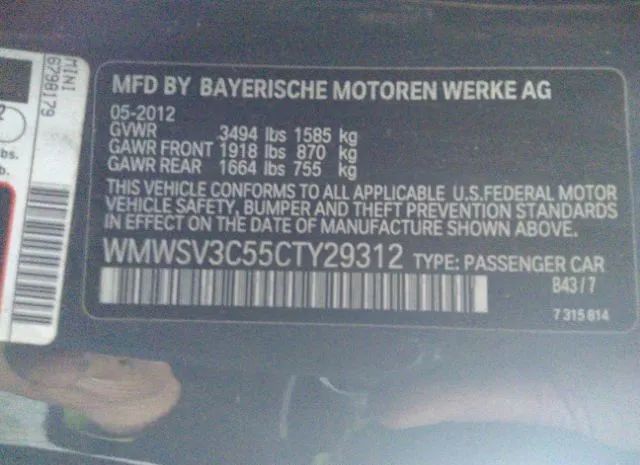 MINI
6798179
2
lbs.
b.
MFD BY BAYERISCHE MOTOREN WERKE AG
05-2012
GVWR 3494 lbs 1585 kg
GAWR FRONT 1918 lbs 870 kg
GAWR REAR 1664 lbs 755 kg
THIS VEHICLE CONFORMS TO ALL APPLICABLE U.S.FEDERAL MOTOR
VEHICLE SAFETY, BUMPER AND THEFT PREVENTION STANDARDS
IN EFFECT ON THE DATE OF MANUFACTURE SHOWN ABOVE.
WMWSV3C55CTY29312 TYPE: PASSENGER CAR
B43/7
7 315 814